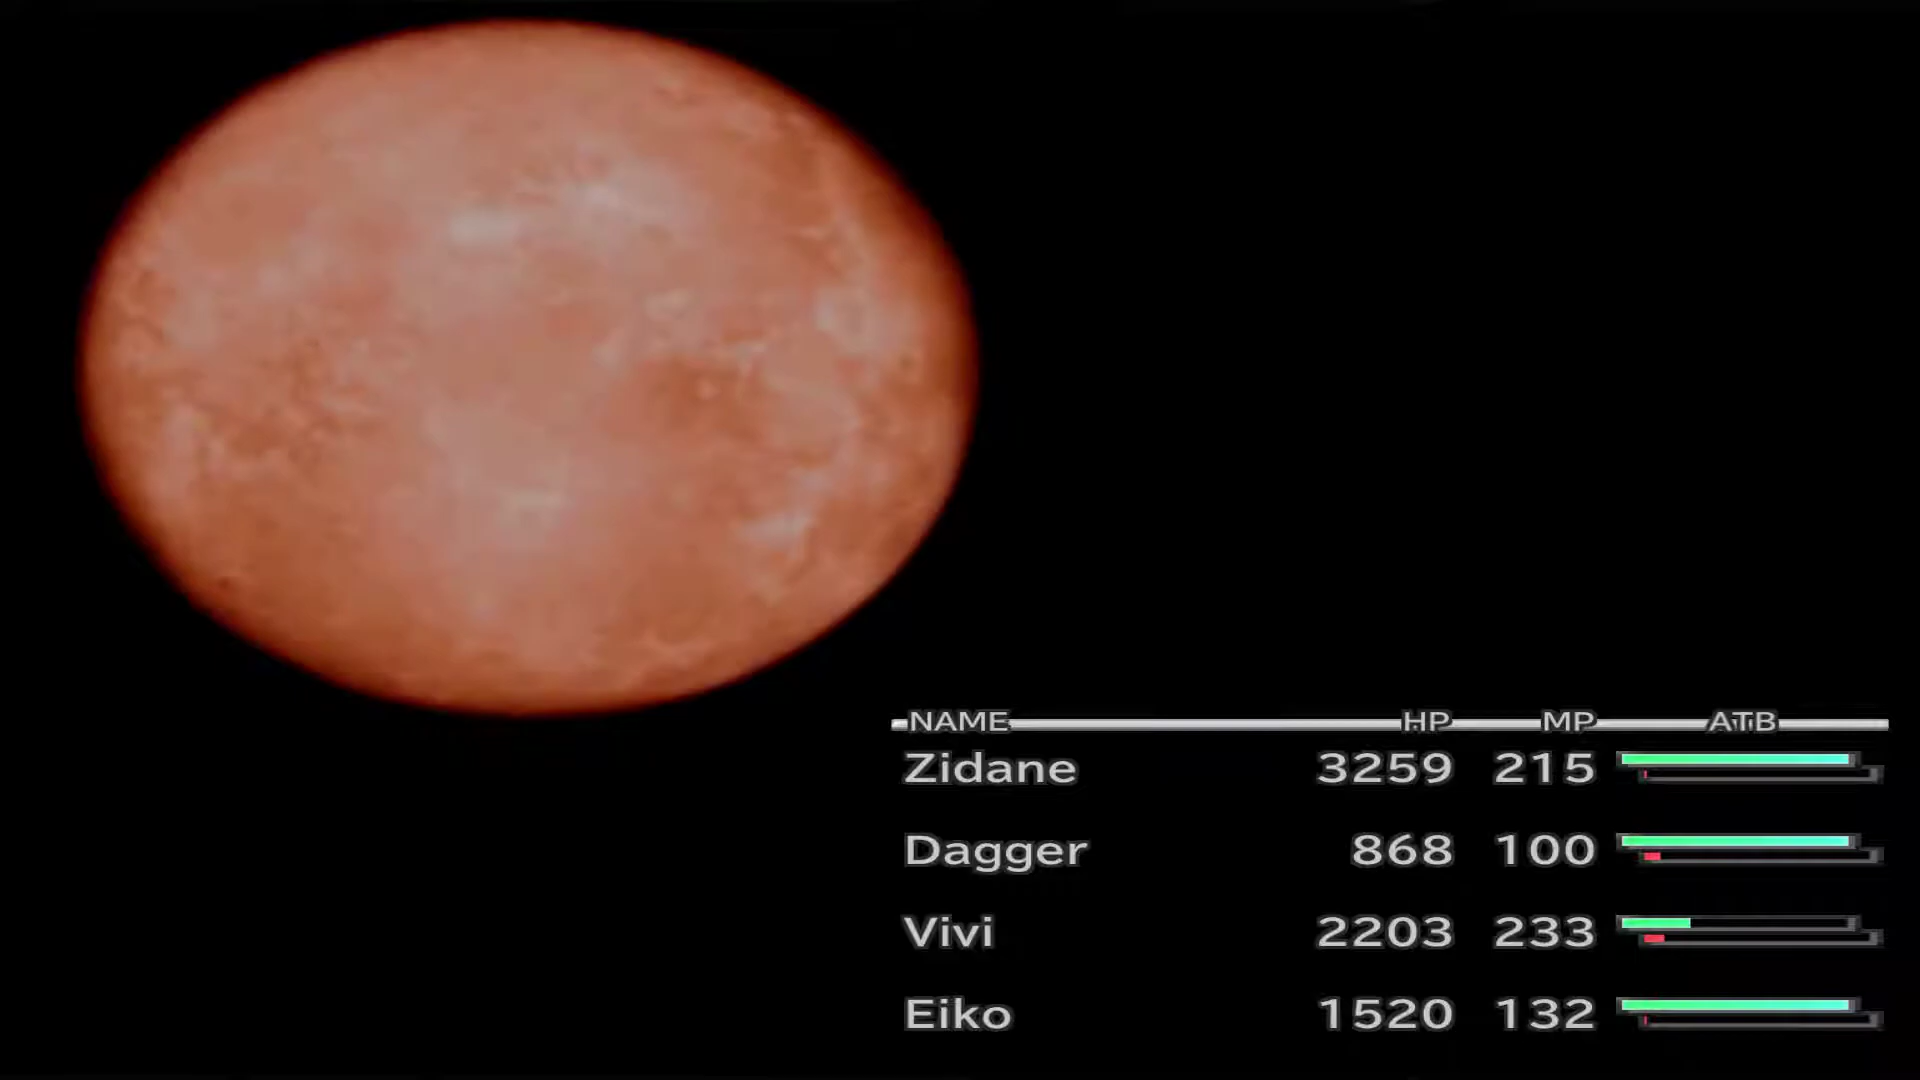 NAME HP MP ATB
Zidane 3259 215
Dagger 868 100
Vivi 2203 233
Eiko 1520 132